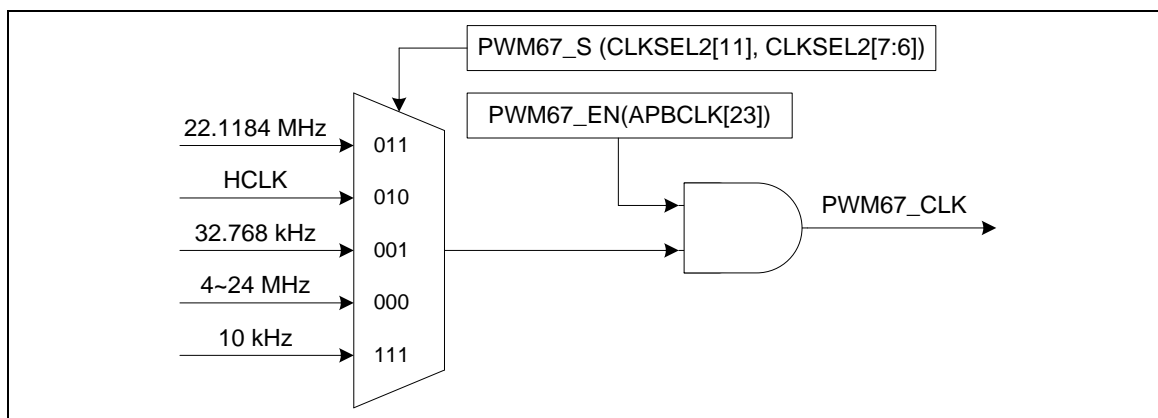 PWM67_S (CLKSEL2[11], CLKSEL2[7:6])
PWM67_EN(APBCLK[23])
22.1184 MHz
011
HCLK
010
32.768 kHz
001
4~24 MHz
000
10 kHz
111
PWM67_CLK